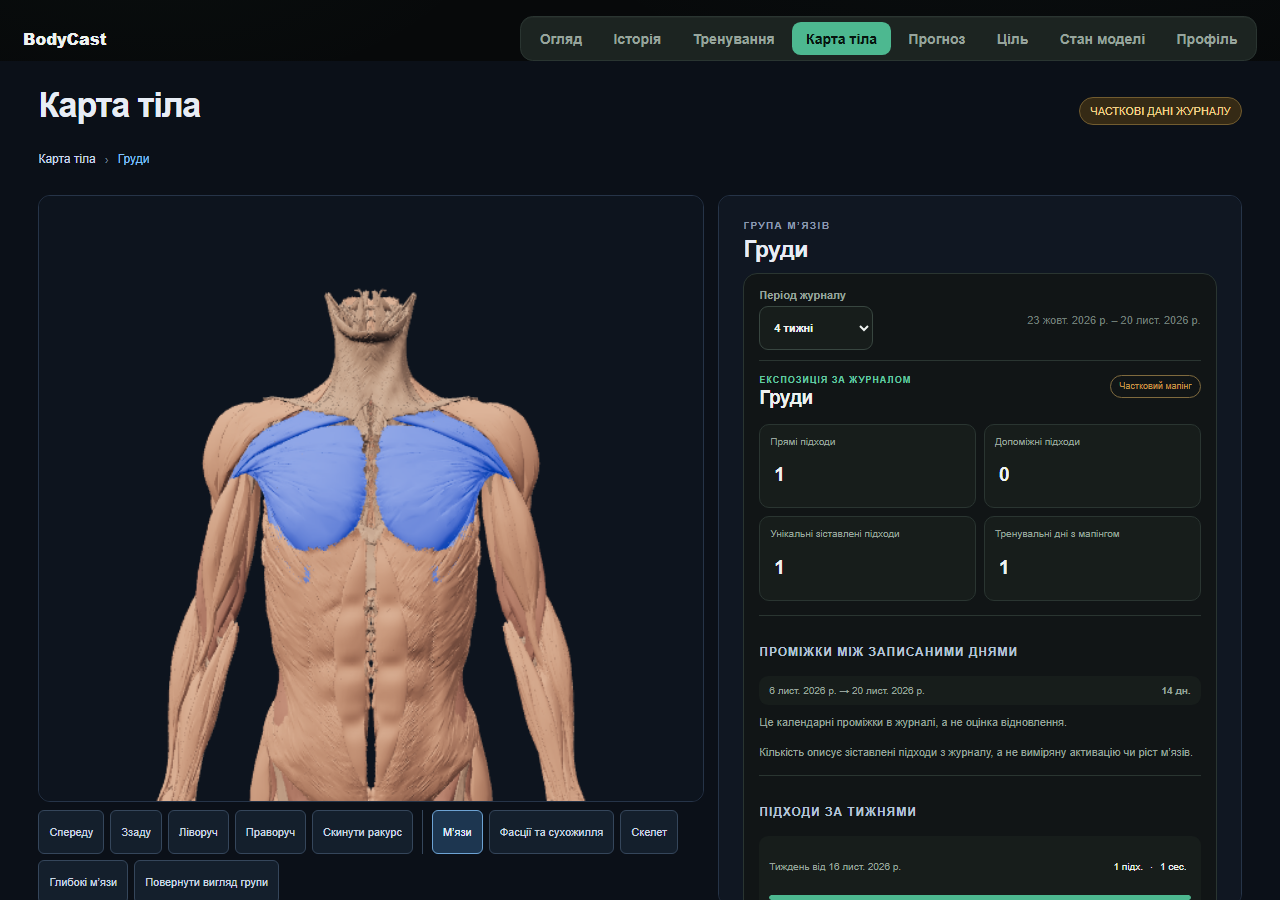 BodyCast
Огляд
Історія
Тренування
Карта тіла
Прогноз
Ціль
Стан моделі
Профіль
Карта тіла
ЧАСТКОВІ ДАНІ ЖУРНАЛУ
Карта тіла › Груди
ГРУПА М'ЯЗІВ
Груди
Період журналу
4 тижні
23 жовт. 2026 р. – 20 лист. 2026 р.
ЕКСПОЗИЦІЯ ЗА ЖУРНАЛОМ
Груди
Частковий мапінг
Прямі підходи
1
Допоміжні підходи
0
Унікальні зіставлені підходи
1
Тренувальні дні з мапінгом
1
ПРОМІЖКИ МІЖ ЗАПИСАНИМИ ДНЯМИ
6 лист. 2026 р. → 20 лист. 2026 р.
14 дн.
Це календарні проміжки в журналі, а не оцінка відновлення.
Кількість описує зіставлені підходи з журналу, а не виміряну активацію чи ріст м'язів.
ПІДХОДИ ЗА ТИЖНЯМИ
Тиждень від 16 лист. 2026 р.
1 підх. · 1 сес.
Спереду
Ззаду
Ліворуч
Праворуч
Скинути ракурс
М'язи
Фасції та сухожилля
Скелет
Глибокі м'язи
Повернути вигляд групи